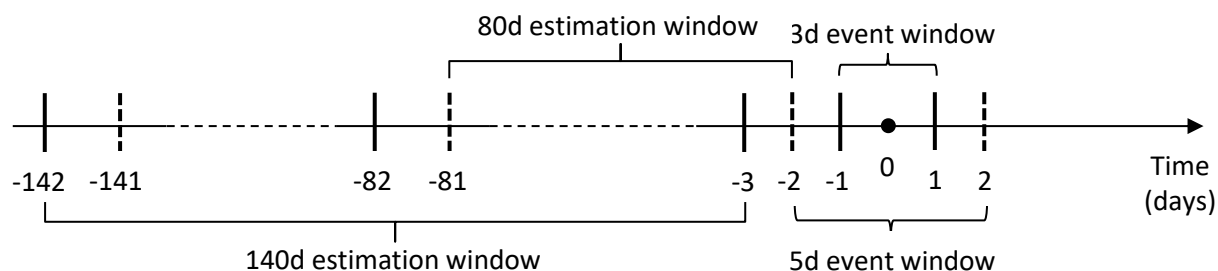 80d estimation window
3d event window
-142 -141 -82 -81 -3 -2 -1 0 1 2 Time
(days)
140d estimation window
5d event window